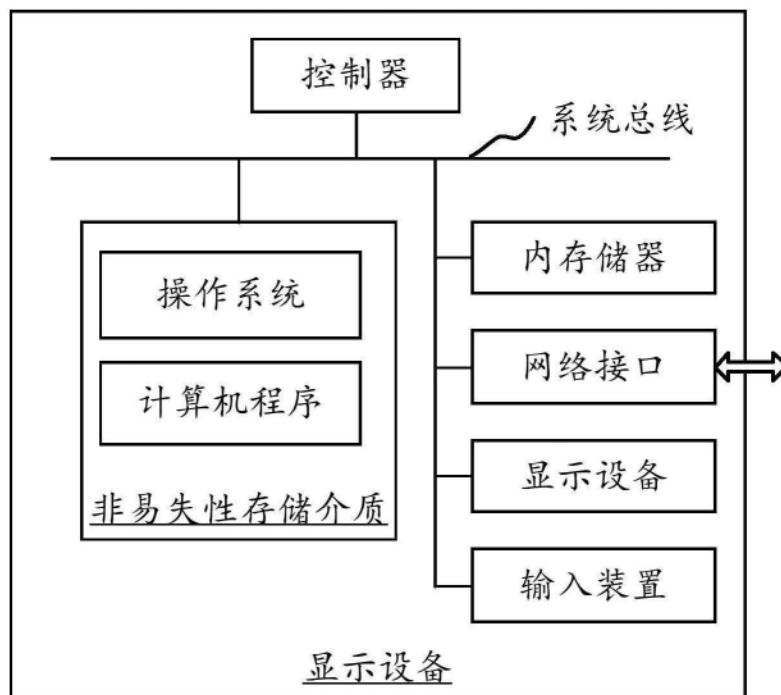 控制器
系统总线
操作系统
计算机程序
非易失性存储介质
内存储器
网络接口
显示设备
输入装置
显示设备